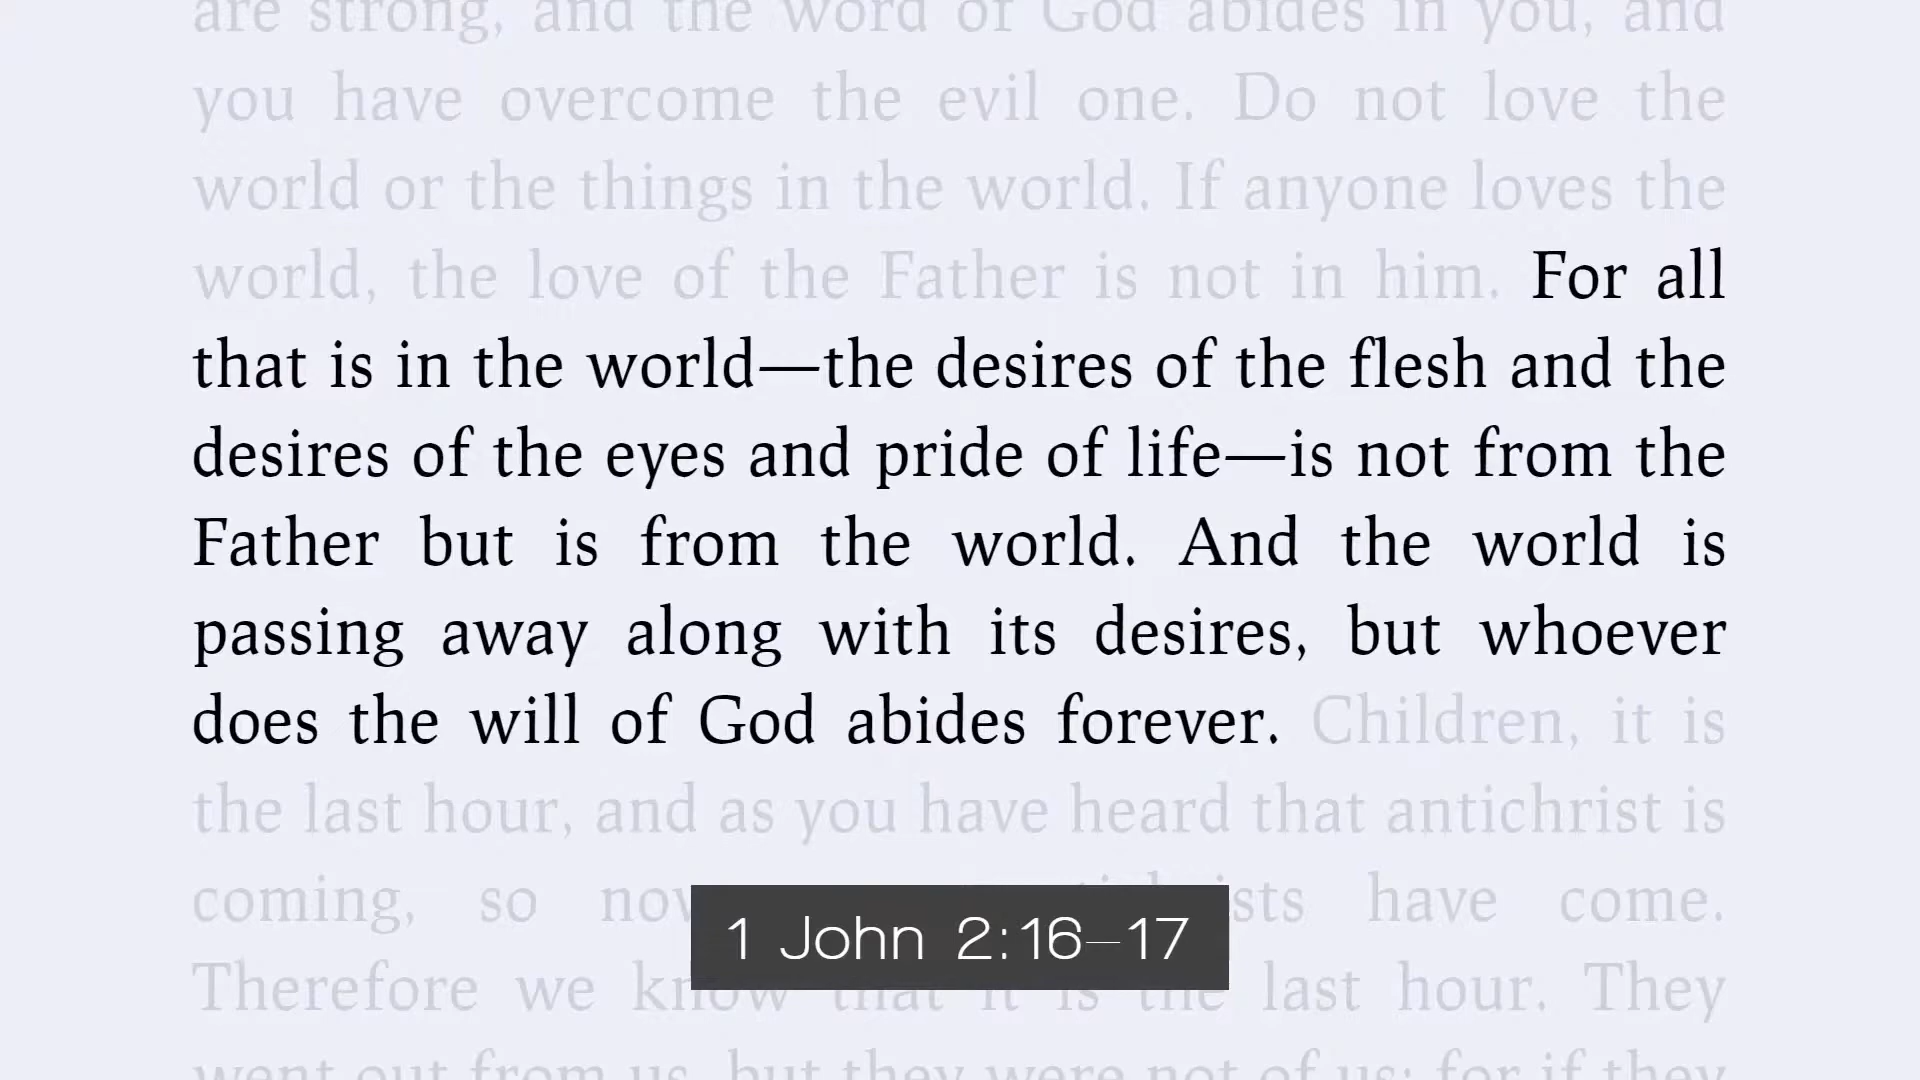 are strong, and the word of God abides in you, and
you have overcome the evil one. Do not love the
world or the things in the world. If anyone loves the
world, the love of the Father is not in him. For all
that is in the world—the desires of the flesh and the
desires of the eyes and pride of life—is not from the
Father but is from the world. And the world is
passing away along with its desires, but whoever
does the will of God abides forever. Children, it is
the last hour, and as you have heard that antichrist is
coming, so have come.
1 John 2:16–17
Therefore we know that it is the last hour. They
went out from us, but they were not of us; for if they